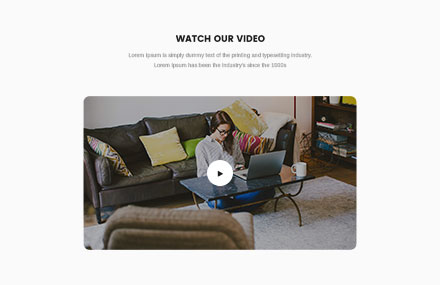 WATCH OUR VIDEO
Lorem Ipsum is simply dummy text of the printing and typesetting industry,
Lorem Ipsum has been the industry's since the 1500s